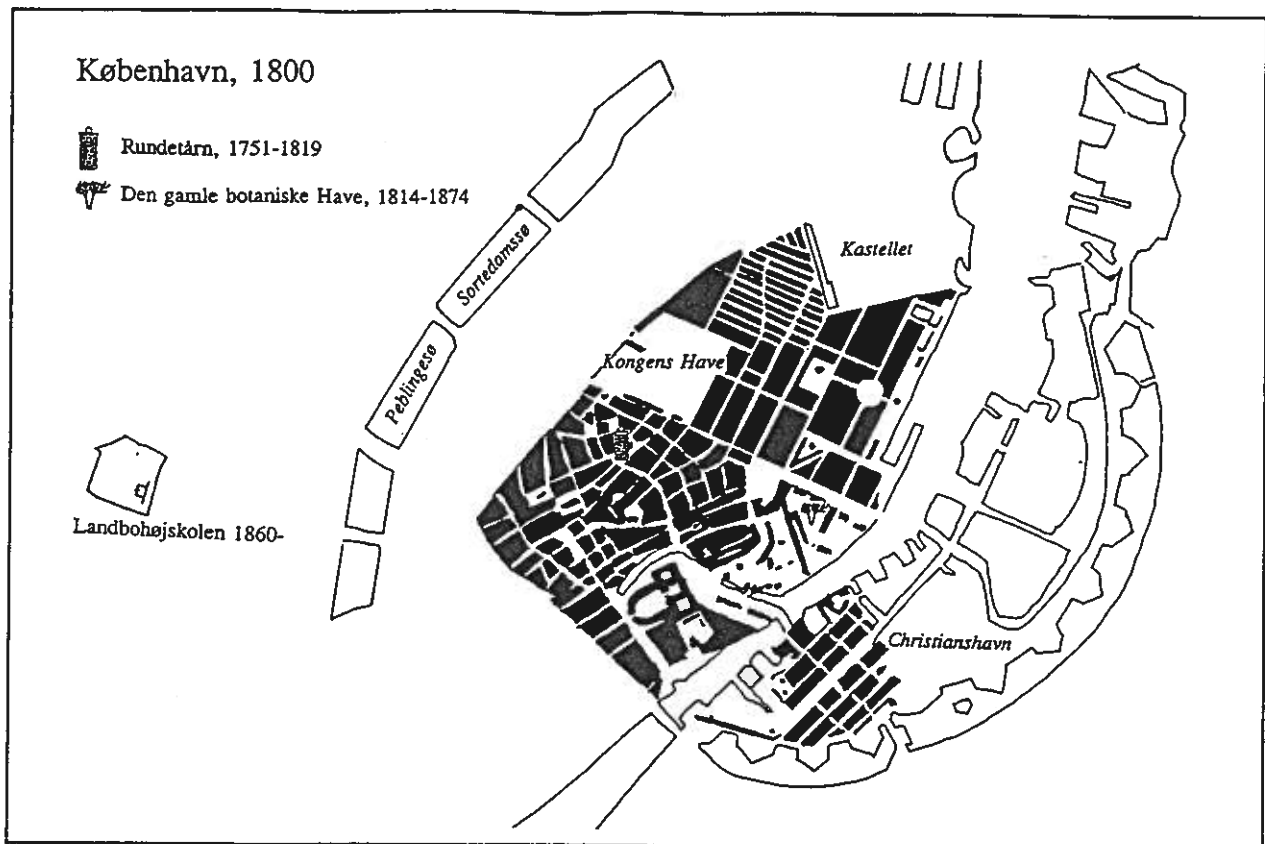 København, 1800
Rundetårn, 1751-1819
Den gamle botaniske Have, 1814-1874
Kastellet
Sortedamssø
Kongens Have
Peblingesø
Landbohøjskolen 1860-
Christianshavn